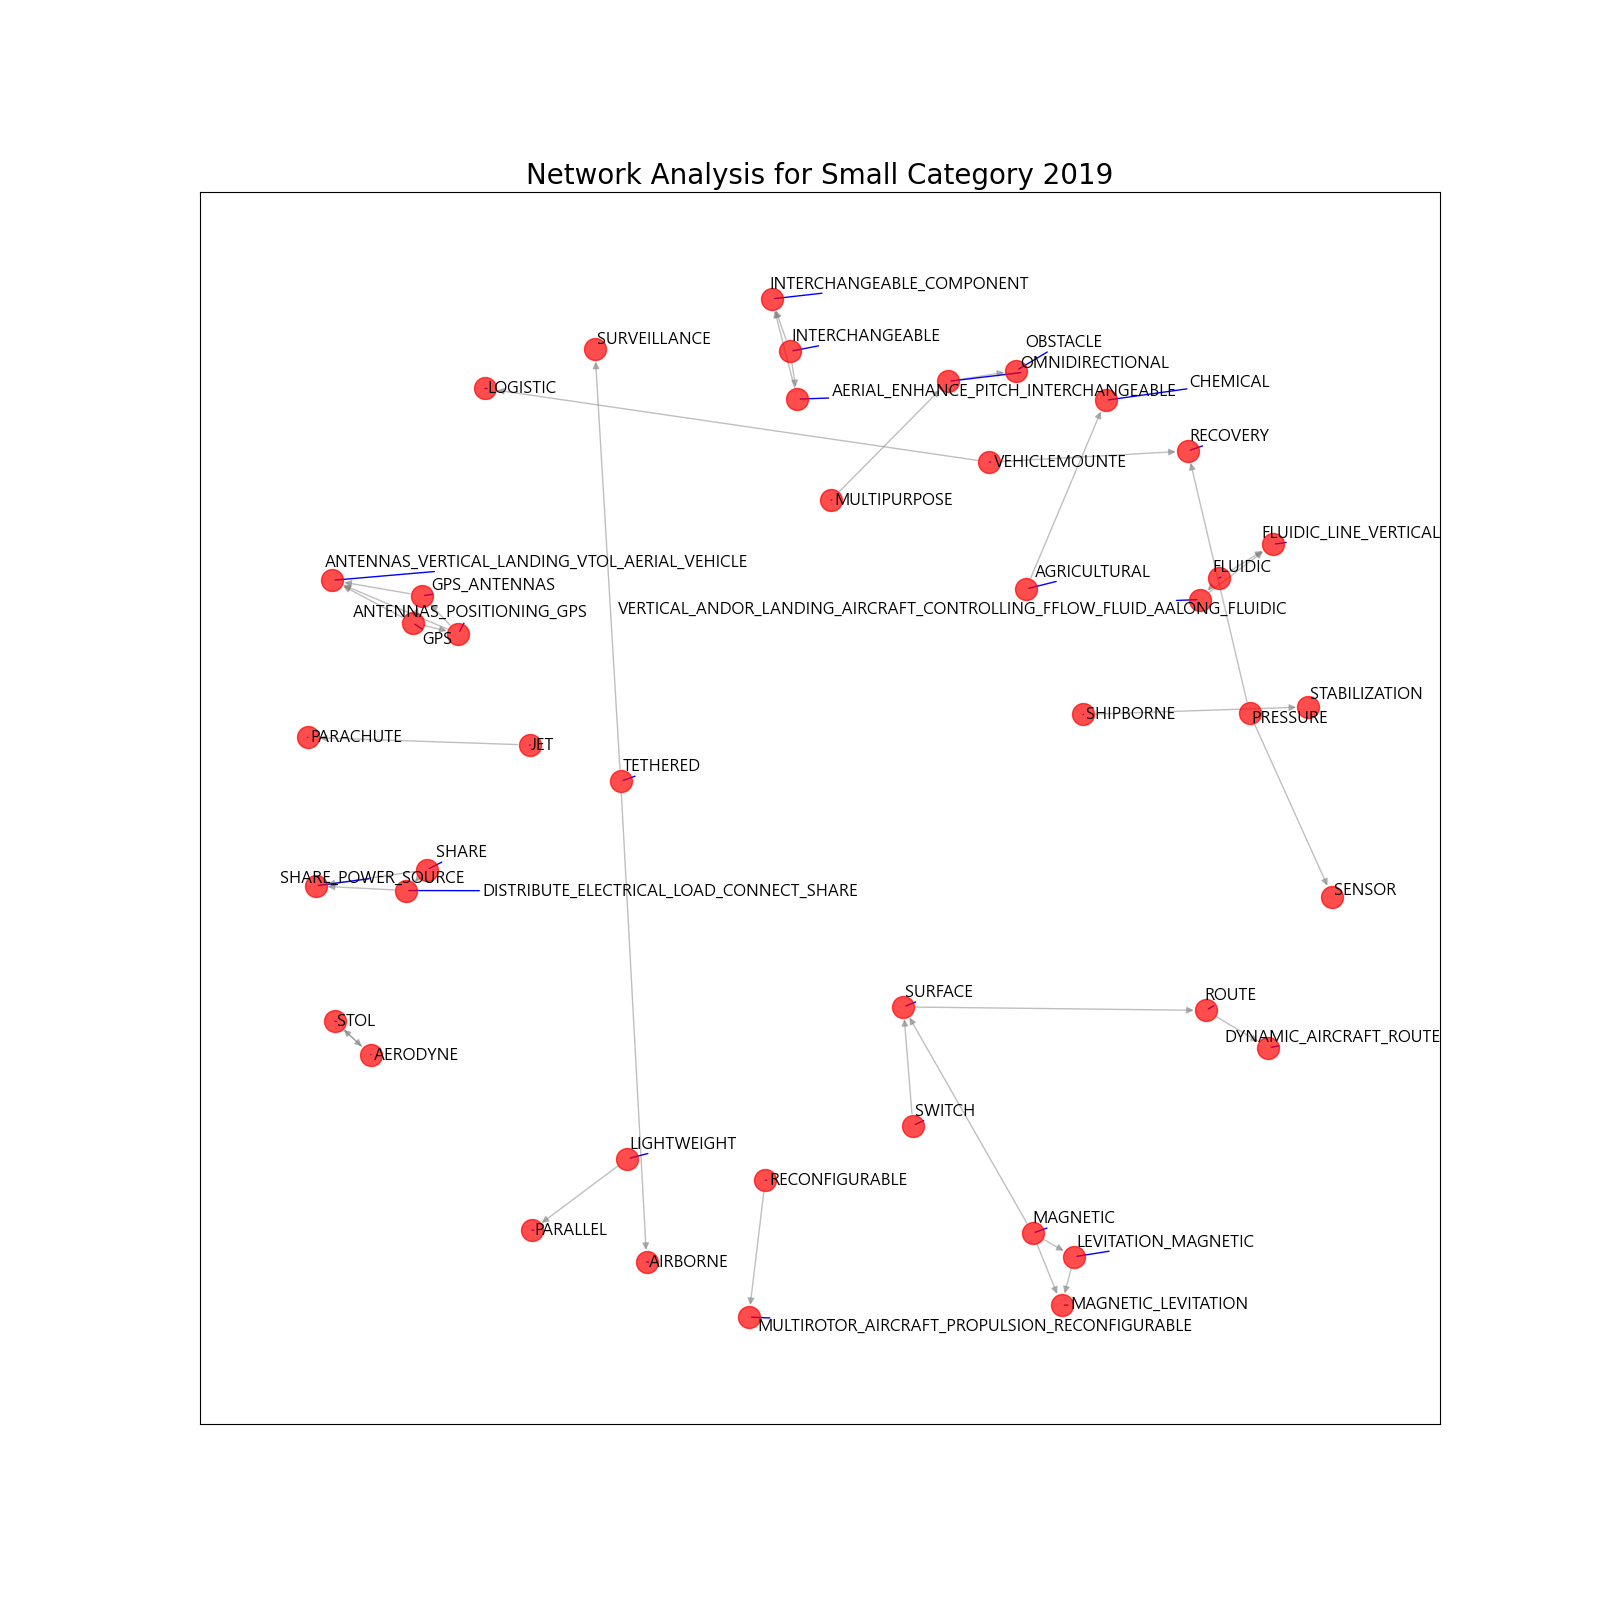 Network Analysis for Small Category 2019
INTERCHANGEABLE_COMPONENT
SURVEILLANCE
INTERCHANGEABLE
OBSTACLE
OMNIDIRECTIONAL
LOGISTIC
AERIAL_ENHANCE_PITCH_INTERCHANGEABLE
CHEMICAL
RECOVERY
VEHICLEMOUNTE
MULTIPURPOSE
FLUIDIC_LINE_VERTICAL
ANTENNAS_VERTICAL_LANDING_VTOL_AERIAL_VEHICLE
FLUIDIC
AGRICULTURAL
GPS_ANTENNAS
VERTICAL_ANDOR_LANDING_AIRCRAFT_CONTROLLING_FFLOW_FLUID_AALONG_FLUIDIC
ANTENNAS_POSITIONING_GPS
GPS
STABILIZATION
SHIPBORNE
PRESSURE
PARACHUTE
JET
TETHERED
SHARE
SHARE_POWER_SOURCE
DISTRIBUTE_ELECTRICAL_LOAD_CONNECT_SHARE
SENSOR
SURFACE
ROUTE
STOL
DYNAMIC_AIRCRAFT_ROUTE
AERODYNE
SWITCH
LIGHTWEIGHT
RECONFIGURABLE
MAGNETIC
PARALLEL
LEVITATION_MAGNETIC
AIRBORNE
MAGNETIC_LEVITATION
MULTIROTOR_AIRCRAFT_PROPULSION_RECONFIGURABLE